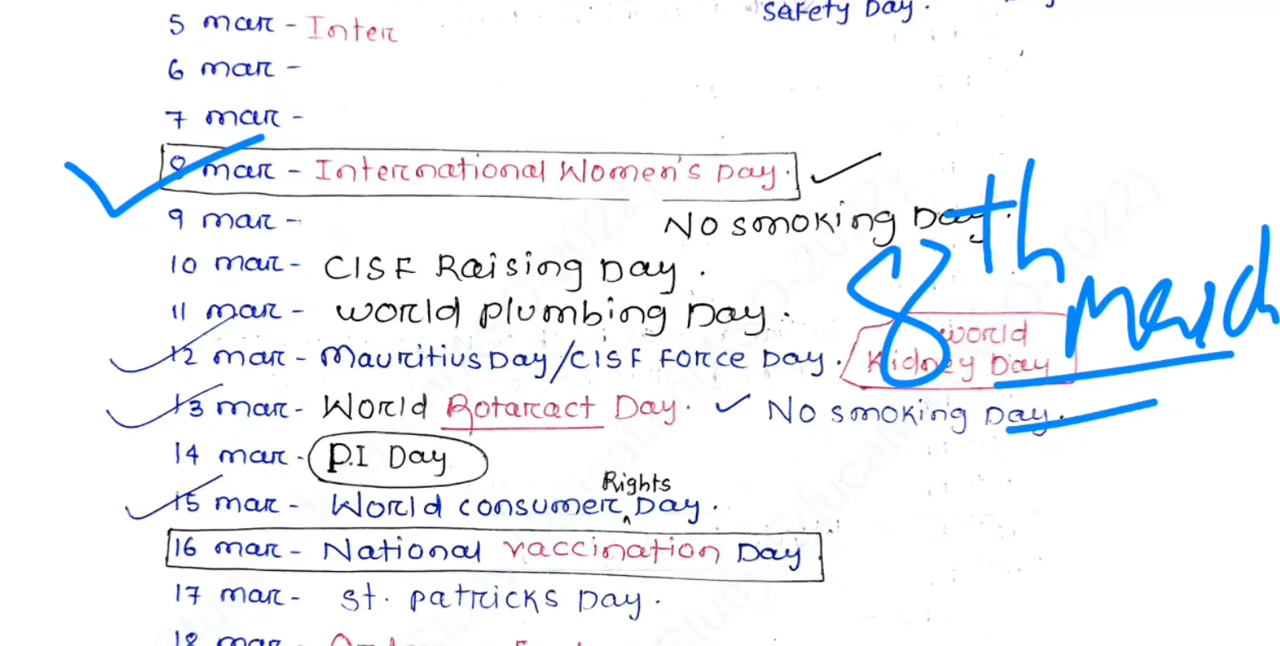 Safety Day.
5 mar - Inter
6 mar -
7 mar -
8 mar - International Women's Day.
9 mar - No smoking Day.
8th March
10 mar - CISF Raising Day.
11 mar - World plumbing Day.
12 mar - Mauritius Day/CISF Force Day. World Kidney Day
13 mar - World Rotaract Day. No smoking Day.
14 mar - P.I Day
15 mar - World consumer Rights Day.
16 mar - National vaccination Day
17 mar - St. patricks Day.
18 mar -